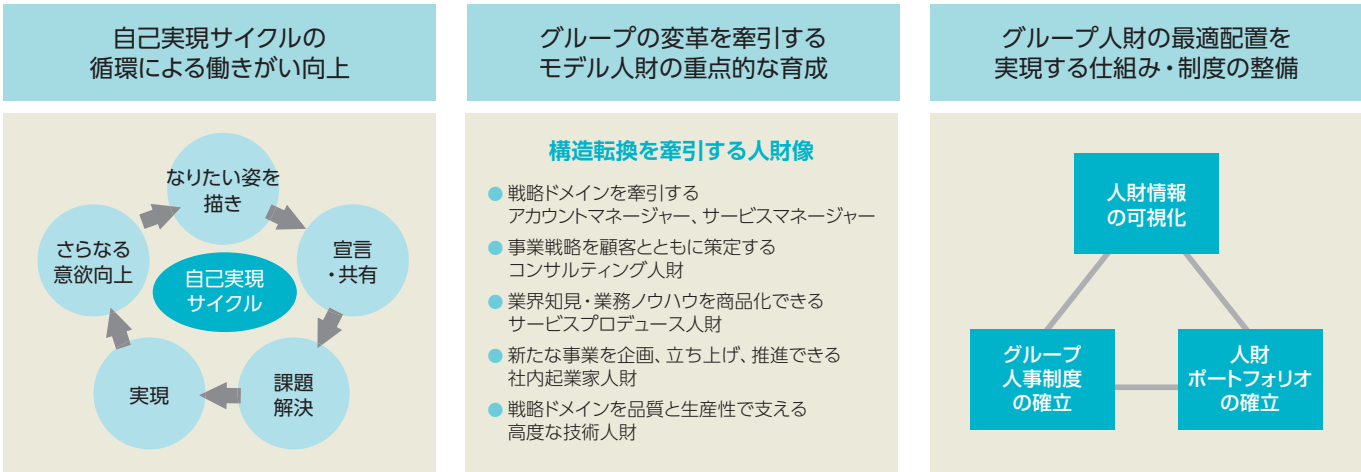 自己実現サイクルの
循環による働きがい向上
なりたい姿を
描き
宣言
・共有
課題
解決
実現
さらなる
意欲向上
自己実現
サイクル
グループの変革を牽引する
モデル人財の重点的な育成
構造転換を牽引する人財像
● 戦略ドメインを牽引する
アカウントマネージャー、サービスマネージャー
● 事業戦略を顧客とともに策定する
コンサルティング人財
● 業界知見・業務ノウハウを商品化できる
サービスプロデュース人財
● 新たな事業を企画、立ち上げ、推進できる
社内起業家人財
● 戦略ドメインを品質と生産性で支える
高度な技術人財
グループ人財の最適配置を
実現する仕組み・制度の整備
人財情報
の可視化
グループ
人事制度
の確立
人財
ポートフォリオ
の確立